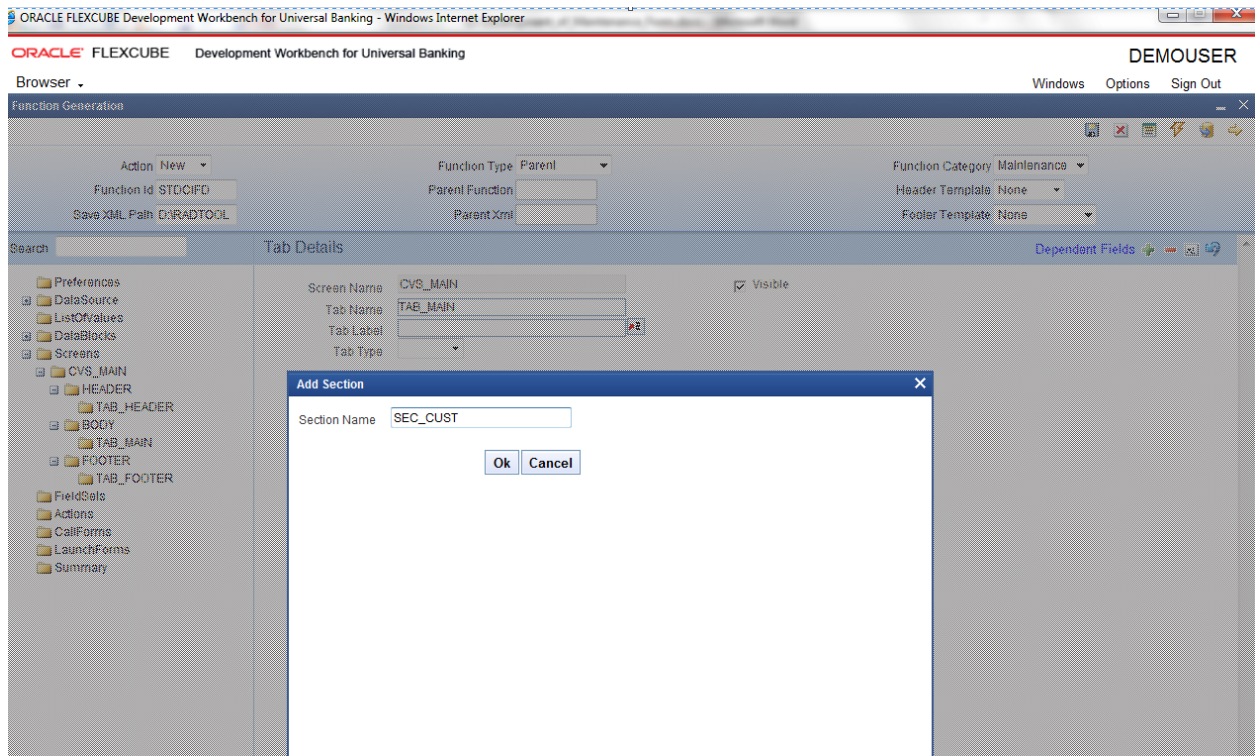 ORACLE FLEXCUBE Development Workbench for Universal Banking - Windows Internet Explorer
ORACLE FLEXCUBE Development Workbench for Universal Banking DEMOUSER
Browser Windows Options Sign Out
Function Generation
Action New Function Type Parent Function Category Maintenance
Function Id STDCIFD Parent Function Header Template None
Save XML Path D:\RADTOOL Parent Xml Footer Template None
Search Tab Details Dependent Fields
Preferences
DataSource
ListOfValues
DataBlocks
Screens
CVS_MAIN
HEADER
TAB_HEADER
BODY
TAB_MAIN
FOOTER
TAB_FOOTER
FieldSets
Actions
CallForms
LaunchForms
Summary
Screen Name CVS_MAIN Visible
Tab Name TAB_MAIN
Tab Label
Tab Type
Add Section
Section Name SEC_CUST
Ok Cancel